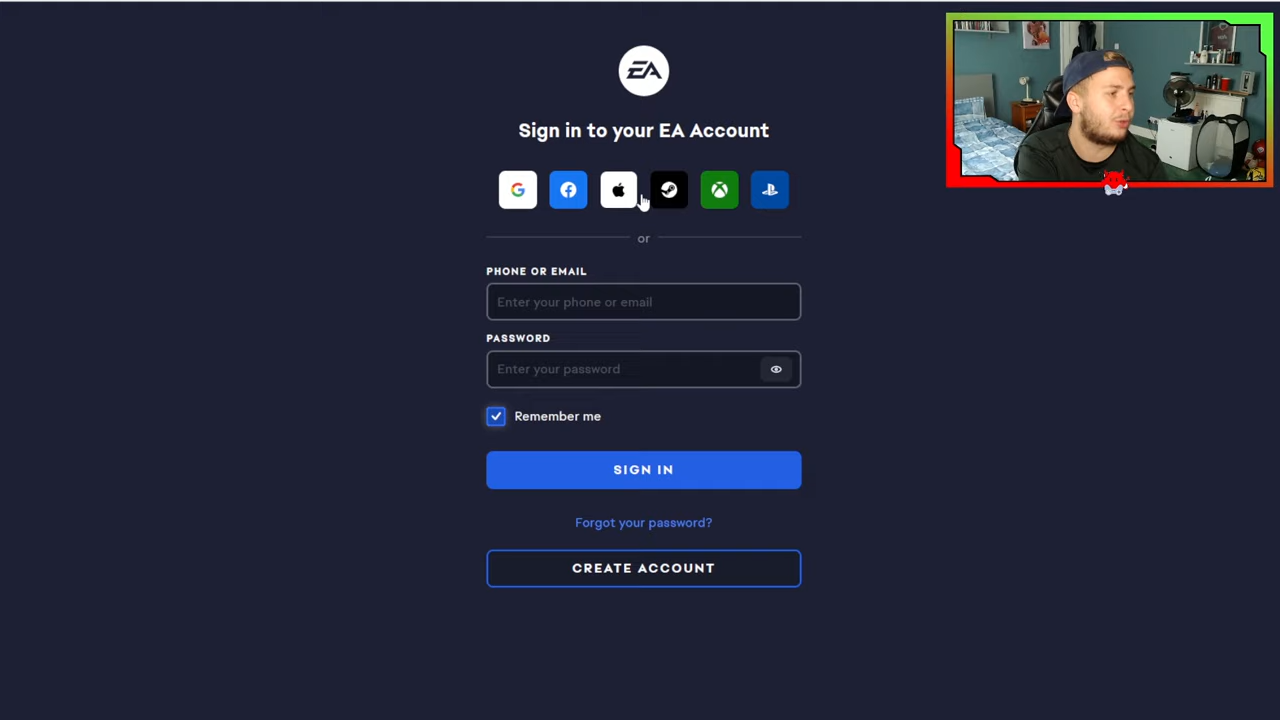 EA
Sign in to your EA Account
or
PHONE OR EMAIL
Enter your phone or email
PASSWORD
Enter your password
Remember me
SIGN IN
Forgot your password?
CREATE ACCOUNT